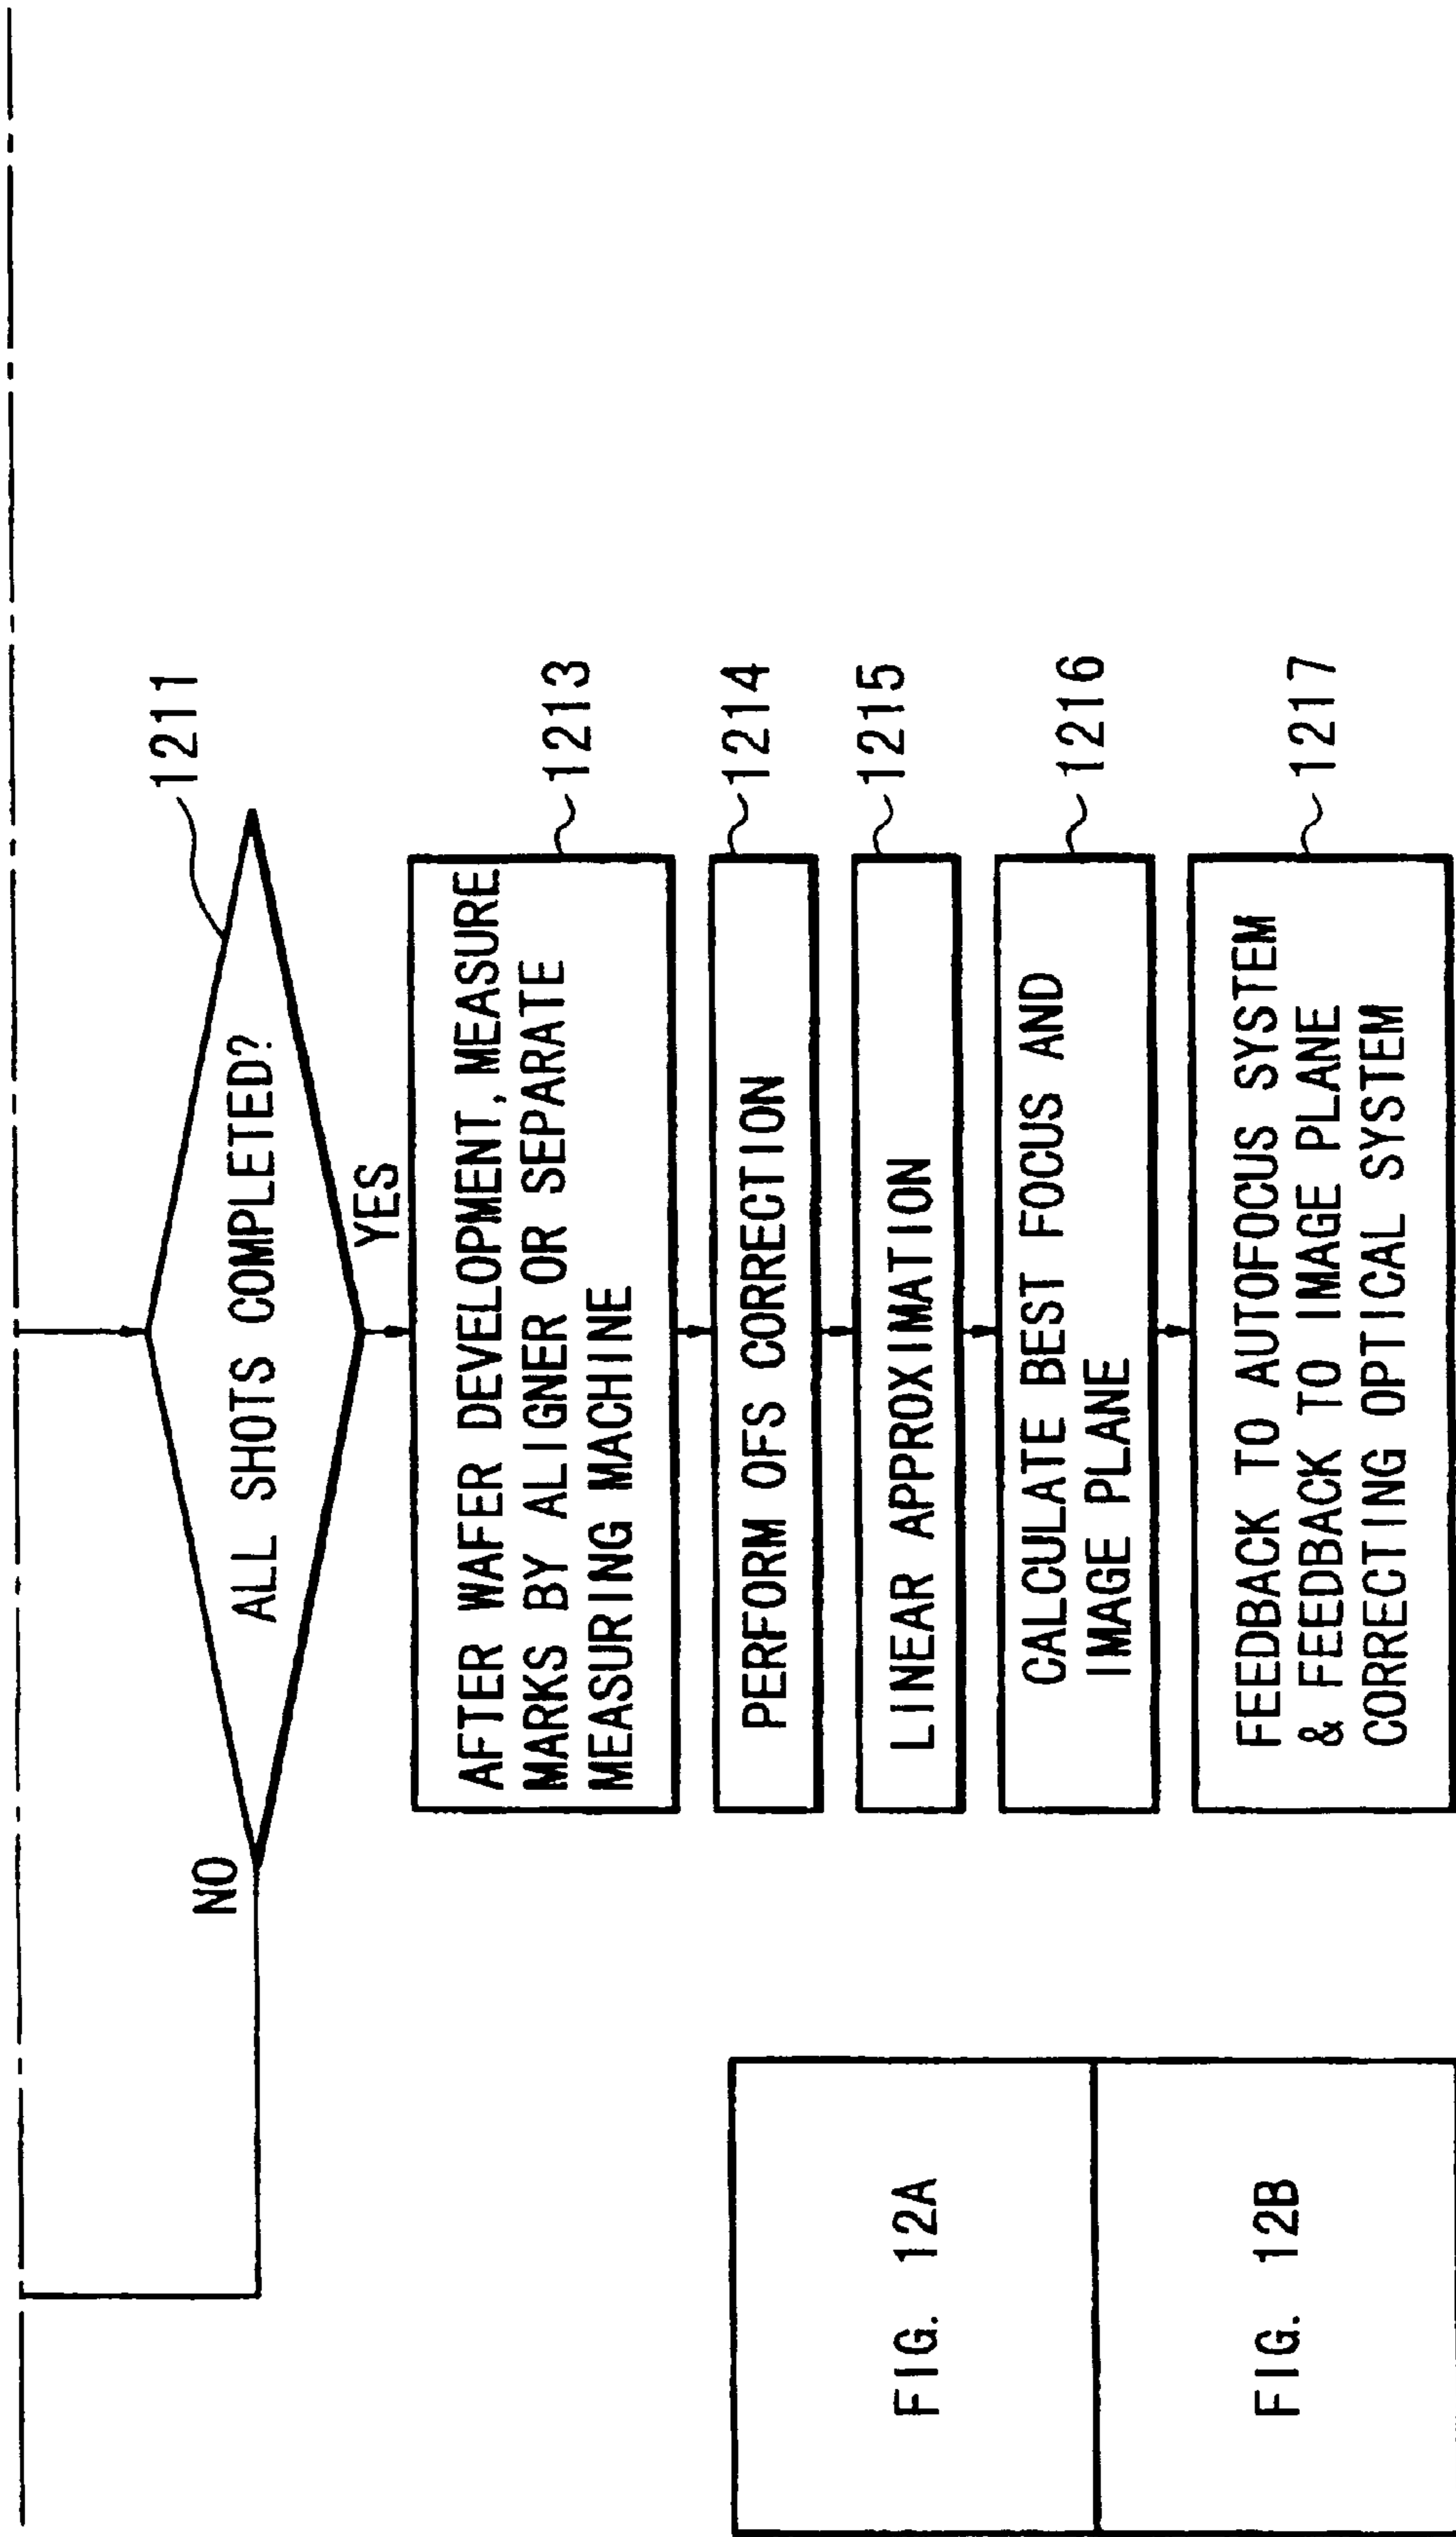 1211
ALL SHOTS COMPLETED?
NO
YES
1213
AFTER WAFER DEVELOPMENT, MEASURE
MARKS BY ALIGNER OR SEPARATE
MEASURING MACHINE
1214
PERFORM OFS CORRECTION
1215
LINEAR APPROXIMATION
1216
CALCULATE BEST FOCUS AND
IMAGE PLANE
1217
FEEDBACK TO AUTOFOCUS SYSTEM
& FEEDBACK TO IMAGE PLANE
CORRECTING OPTICAL SYSTEM
FIG. 12A
FIG. 12B